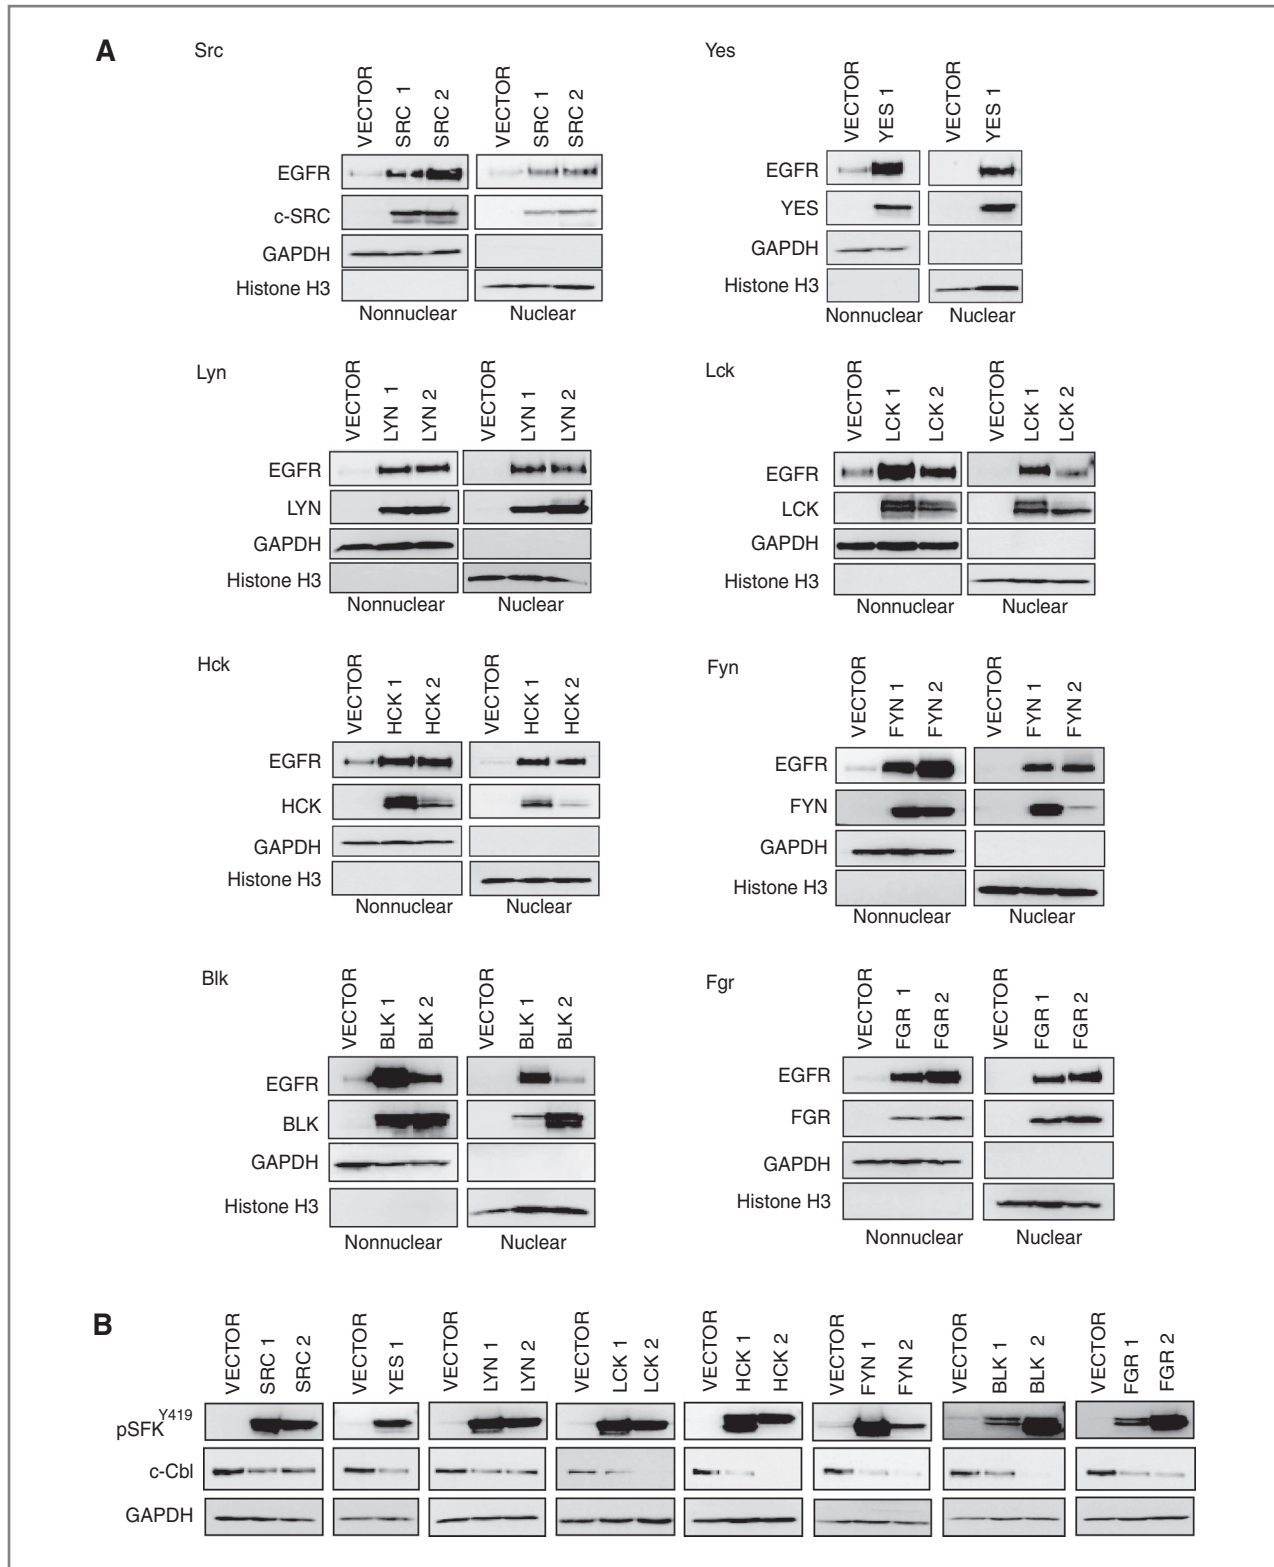 A
Src
VECTOR
SRC 1
SRC 2
VECTOR
SRC 1
SRC 2
EGFR
c-SRC
GAPDH
Histone H3
Nonnuclear
Nuclear
Yes
VECTOR
YES 1
VECTOR
YES 1
EGFR
YES
GAPDH
Histone H3
Nonnuclear
Nuclear
Lyn
VECTOR
LYN 1
LYN 2
VECTOR
LYN 1
LYN 2
EGFR
LYN
GAPDH
Histone H3
Nonnuclear
Nuclear
Lck
VECTOR
LCK 1
LCK 2
VECTOR
LCK 1
LCK 2
EGFR
LCK
GAPDH
Histone H3
Nonnuclear
Nuclear
Hck
VECTOR
HCK 1
HCK 2
VECTOR
HCK 1
HCK 2
EGFR
HCK
GAPDH
Histone H3
Nonnuclear
Nuclear
Fyn
VECTOR
FYN 1
FYN 2
VECTOR
FYN 1
FYN 2
EGFR
FYN
GAPDH
Histone H3
Nonnuclear
Nuclear
Blk
VECTOR
BLK 1
BLK 2
VECTOR
BLK 1
BLK 2
EGFR
BLK
GAPDH
Histone H3
Nonnuclear
Nuclear
Fgr
VECTOR
FGR 1
FGR 2
VECTOR
FGR 1
FGR 2
EGFR
FGR
GAPDH
Histone H3
Nonnuclear
Nuclear
B
VECTOR
SRC 1
SRC 2
VECTOR
YES 1
VECTOR
LYN 1
LYN 2
VECTOR
LCK 1
LCK 2
VECTOR
HCK 1
HCK 2
VECTOR
FYN 1
FYN 2
VECTOR
BLK 1
BLK 2
VECTOR
FGR 1
FGR 2
pSFK Y419
c-Cbl
GAPDH